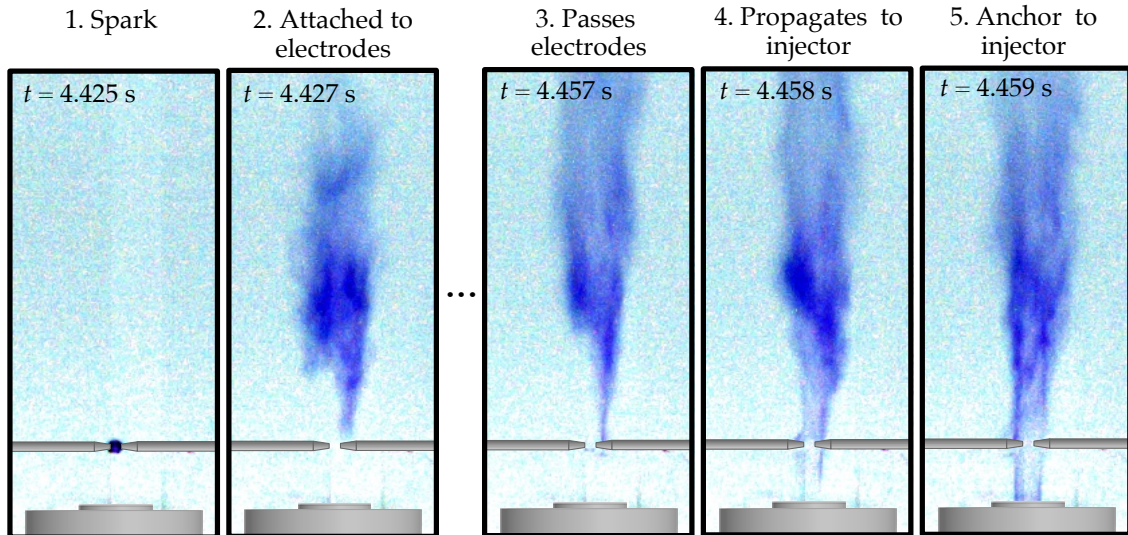 1. Spark
2. Attached to
electrodes
3. Passes
electrodes
4. Propagates to
injector
5. Anchor to
injector
t = 4.425 s
t = 4.427 s
...
t = 4.457 s
t = 4.458 s
t = 4.459 s